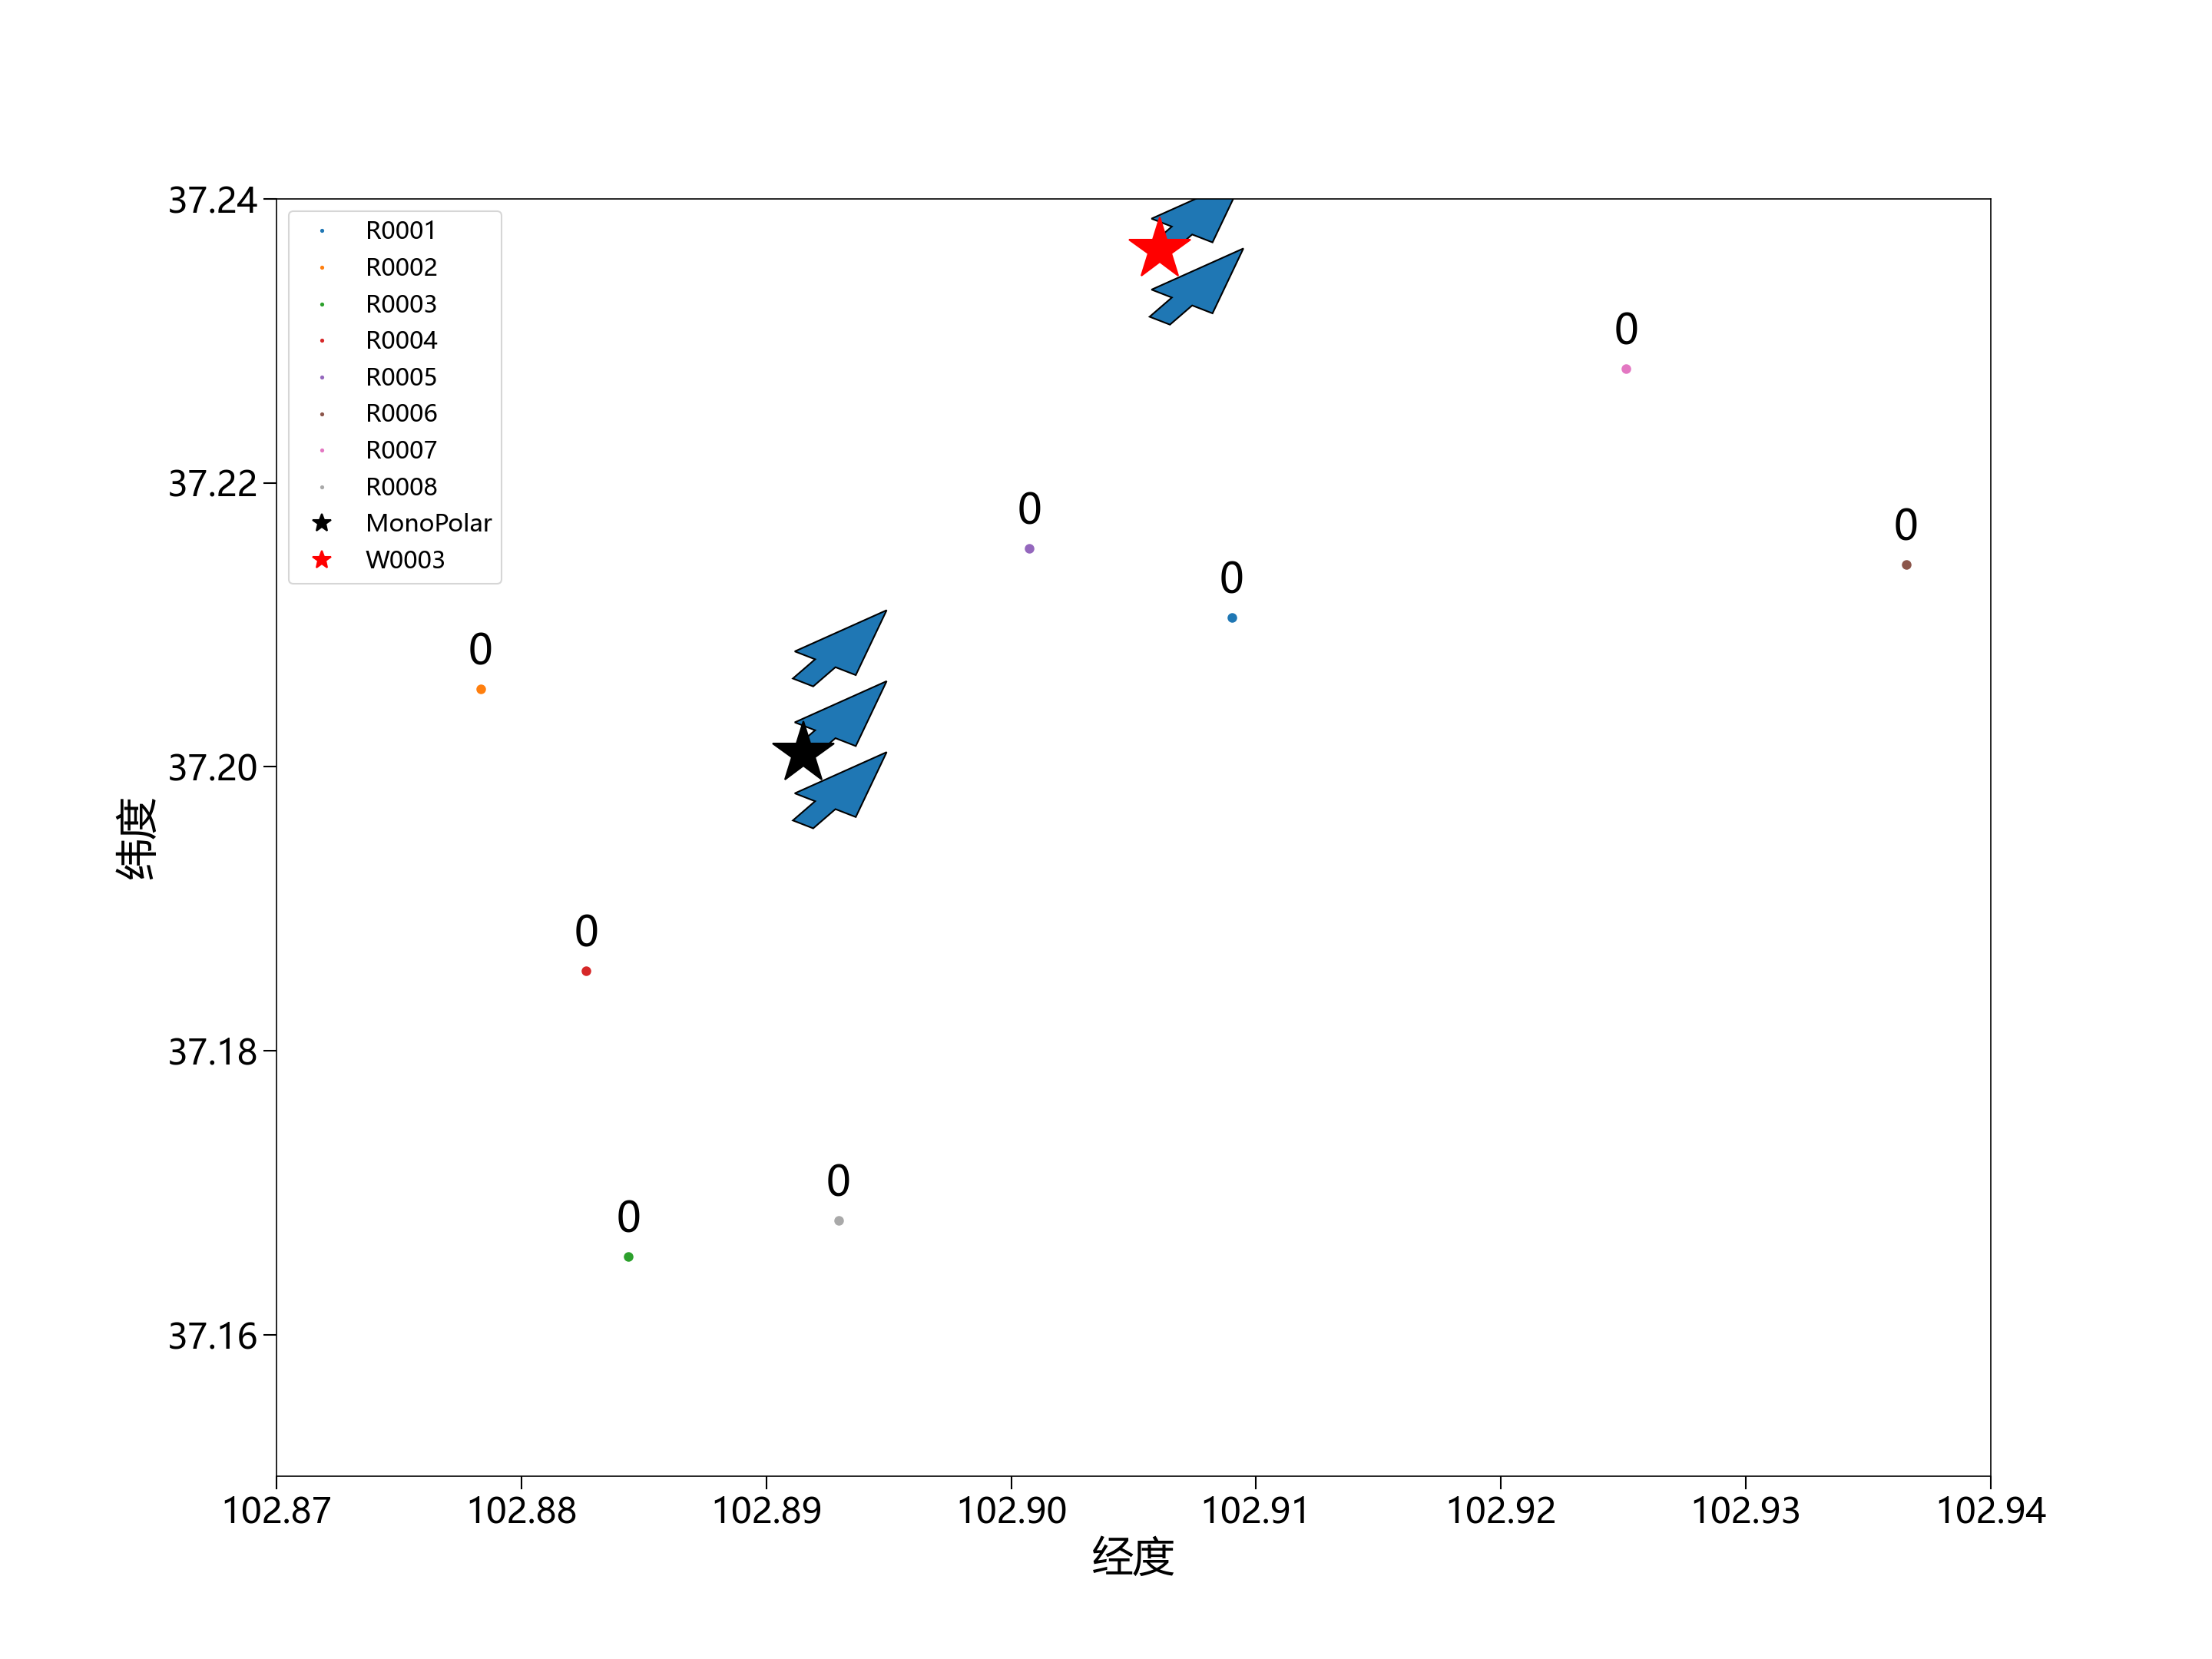 37.24
37.22
37.20
37.18
37.16
纬度
R0001
R0002
R0003
R0004
R0005
R0006
R0007
R0008
MonoPolar
W0003
0
0
0
0
0
0
0
0
102.87 102.88 102.89 102.90 102.91 102.92 102.93 102.94
经度